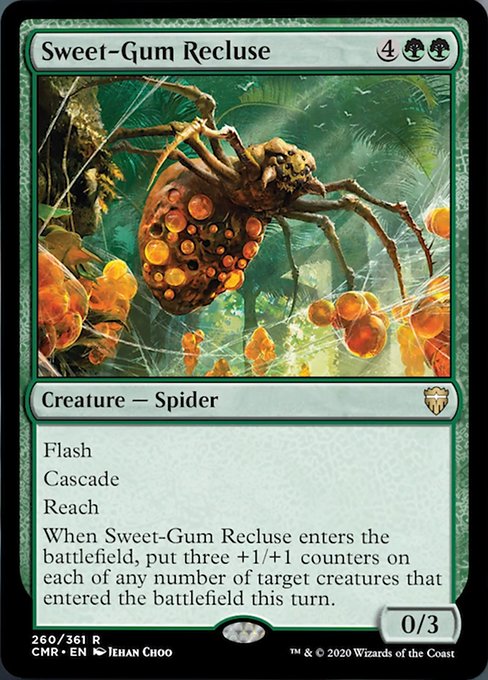 Sweet-Gum Recluse 4
Creature — Spider
Flash
Cascade
Reach
When Sweet-Gum Recluse enters the
battlefield, put three +1/+1 counters on
each of any number of target creatures that
entered the battlefield this turn.
0/3
260/361 R
CMR • EN Jehan Choo
™ & © 2020 Wizards of the Coast